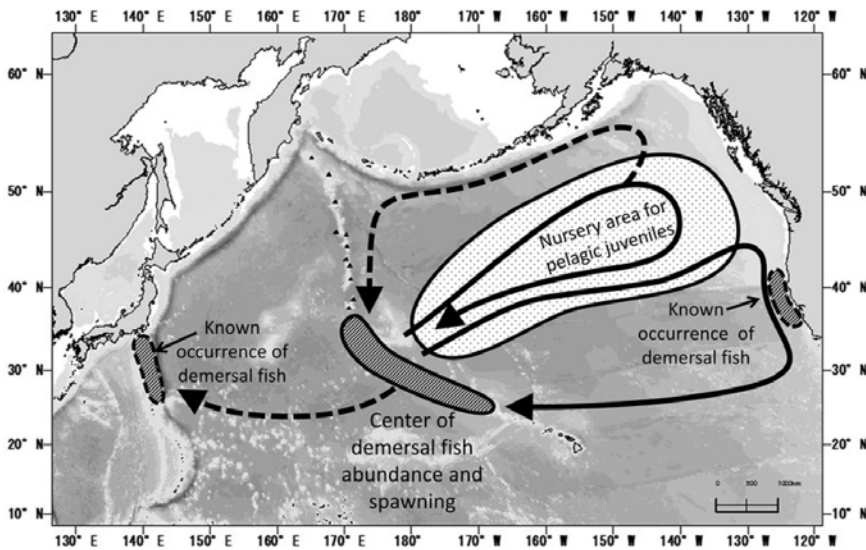 130° E 140° E 150° E 160° E 170° E 180° 170° W 160° W 150° W 140° W 130° W 120° W
60° N 60° N
50° N 50° N
Nursery area for
pelagic juveniles
40° N 40° N
Known
occurrence of
demersal fish
Known
occurrence of
demersal fish
30° N 30° N
Center of
demersal fish
abundance and
spawning
20° N 20° N
0 500 1000km
10° N 10° N
130° E 140° E 150° E 160° E 170° E 180° 170° W 160° W 150° W 140° W 130° W 120° W